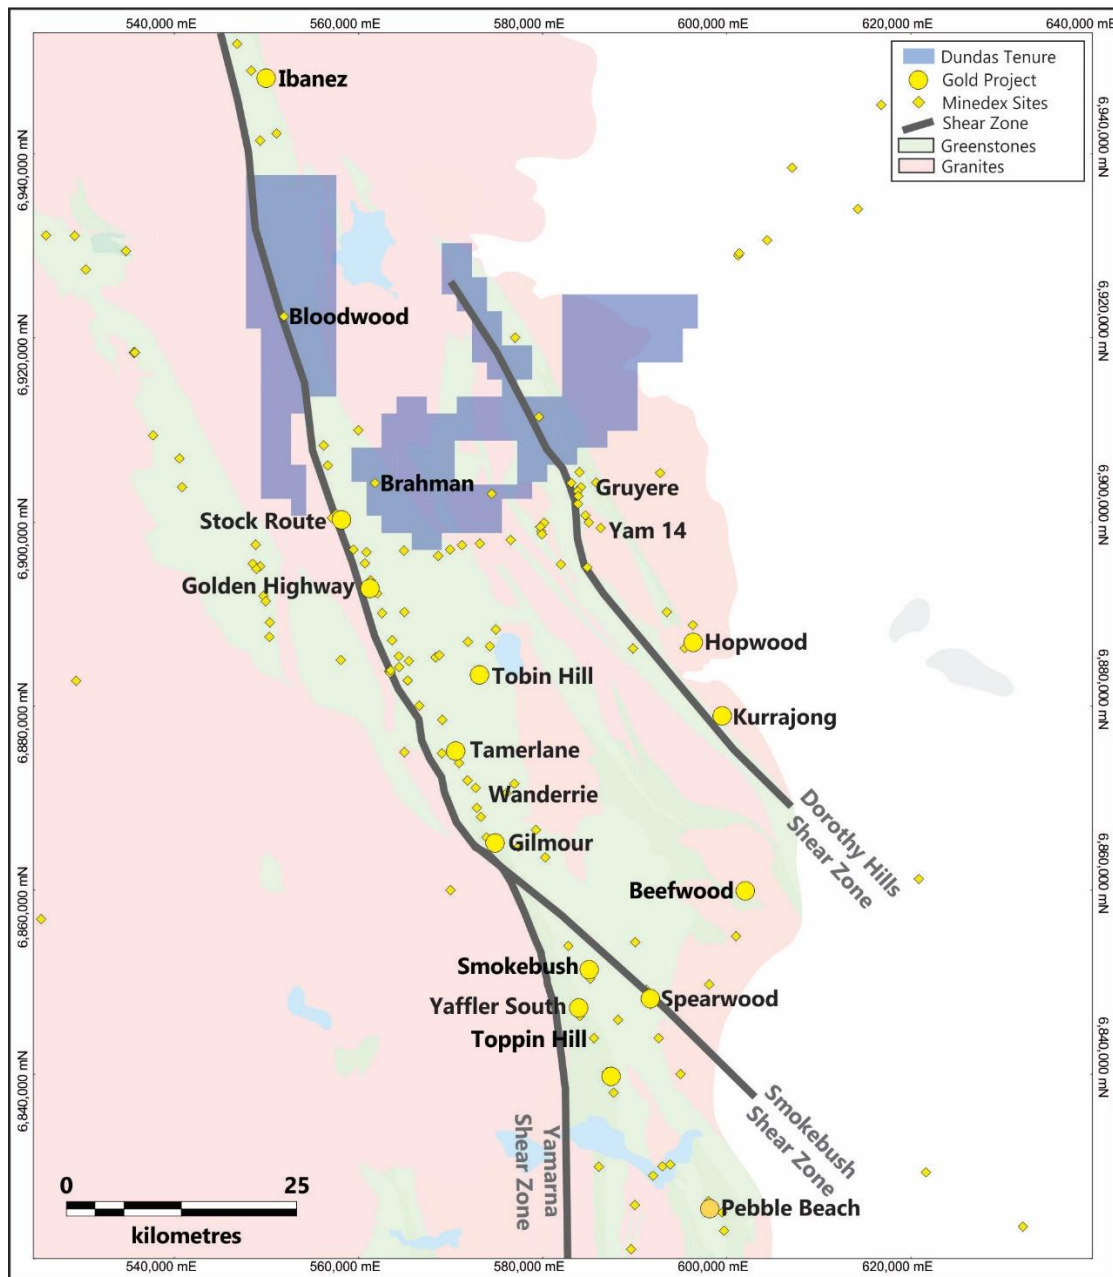 540,000 mE
560,000 mE
580,000 mE
600,000 mE
620,000 mE
640,000 mE
Dundas Tenure
Gold Project
Minedex Sites
Shear Zone
Greenstones
Granites
Ibanez
6,940,000 mN
6,940,000 mN
Bloodwood
6,920,000 mN
6,920,000 mN
Brahman
Gruyere
Stock Route
Yam 14
6,900,000 mN
6,900,000 mN
Golden Highway
Hopwood
Tobin Hill
Kurrajong
6,880,000 mN
6,880,000 mN
Tamerlane
Wanderrie
Dorothy Hills
Shear Zone
Gilmour
6,860,000 mN
6,860,000 mN
Beefwood
Smokebush
Spearwood
Yaffler South
Toppin Hill
6,840,000 mN
6,840,000 mN
Smokebush
Shear Zone
Yamarna
Shear Zone
0 25
kilometres
Pebble Beach
540,000 mE
560,000 mE
580,000 mE
600,000 mE
620,000 mE